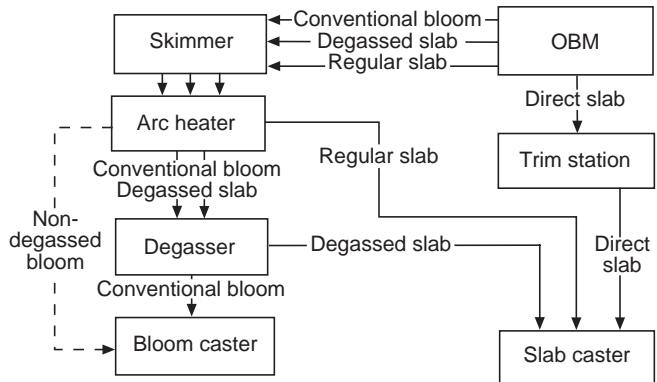 Conventional bloom
Skimmer
Degassed slab
OBM
Regular slab
Direct slab
Arc heater
Regular slab
Trim station
Conventional bloom
Degassed slab
Non-
degassed
bloom
Degasser
Degassed slab
Direct
slab
Conventional bloom
Bloom caster
Slab caster